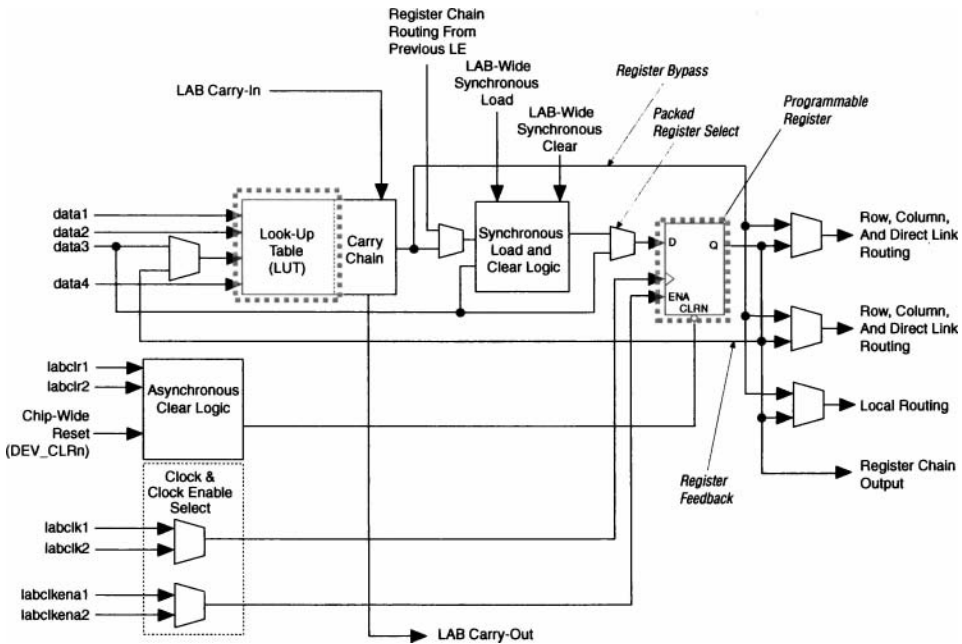 Register Chain
Routing From
Previous LE
LAB-Wide
Synchronous
Load
Register Bypass
Programmable
Register
LAB Carry-In
LAB-Wide
Synchronous
Clear
Packed
Register Select
data1
data2
data3
data4
Look-Up
Table
(LUT)
Carry
Chain
Synchronous
Load and
Clear Logic
D
Q
ENA
CLRN
Row, Column,
And Direct Link
Routing
Row, Column,
And Direct Link
Routing
Local Routing
Register Chain
Output
labclr1
labclr2
Chip-Wide
Reset
(DEV_CLRn)
Asynchronous
Clear Logic
Register
Feedback
Clock &
Clock Enable
Select
labclk1
labclk2
labclkena1
labclkena2
LAB Carry-Out